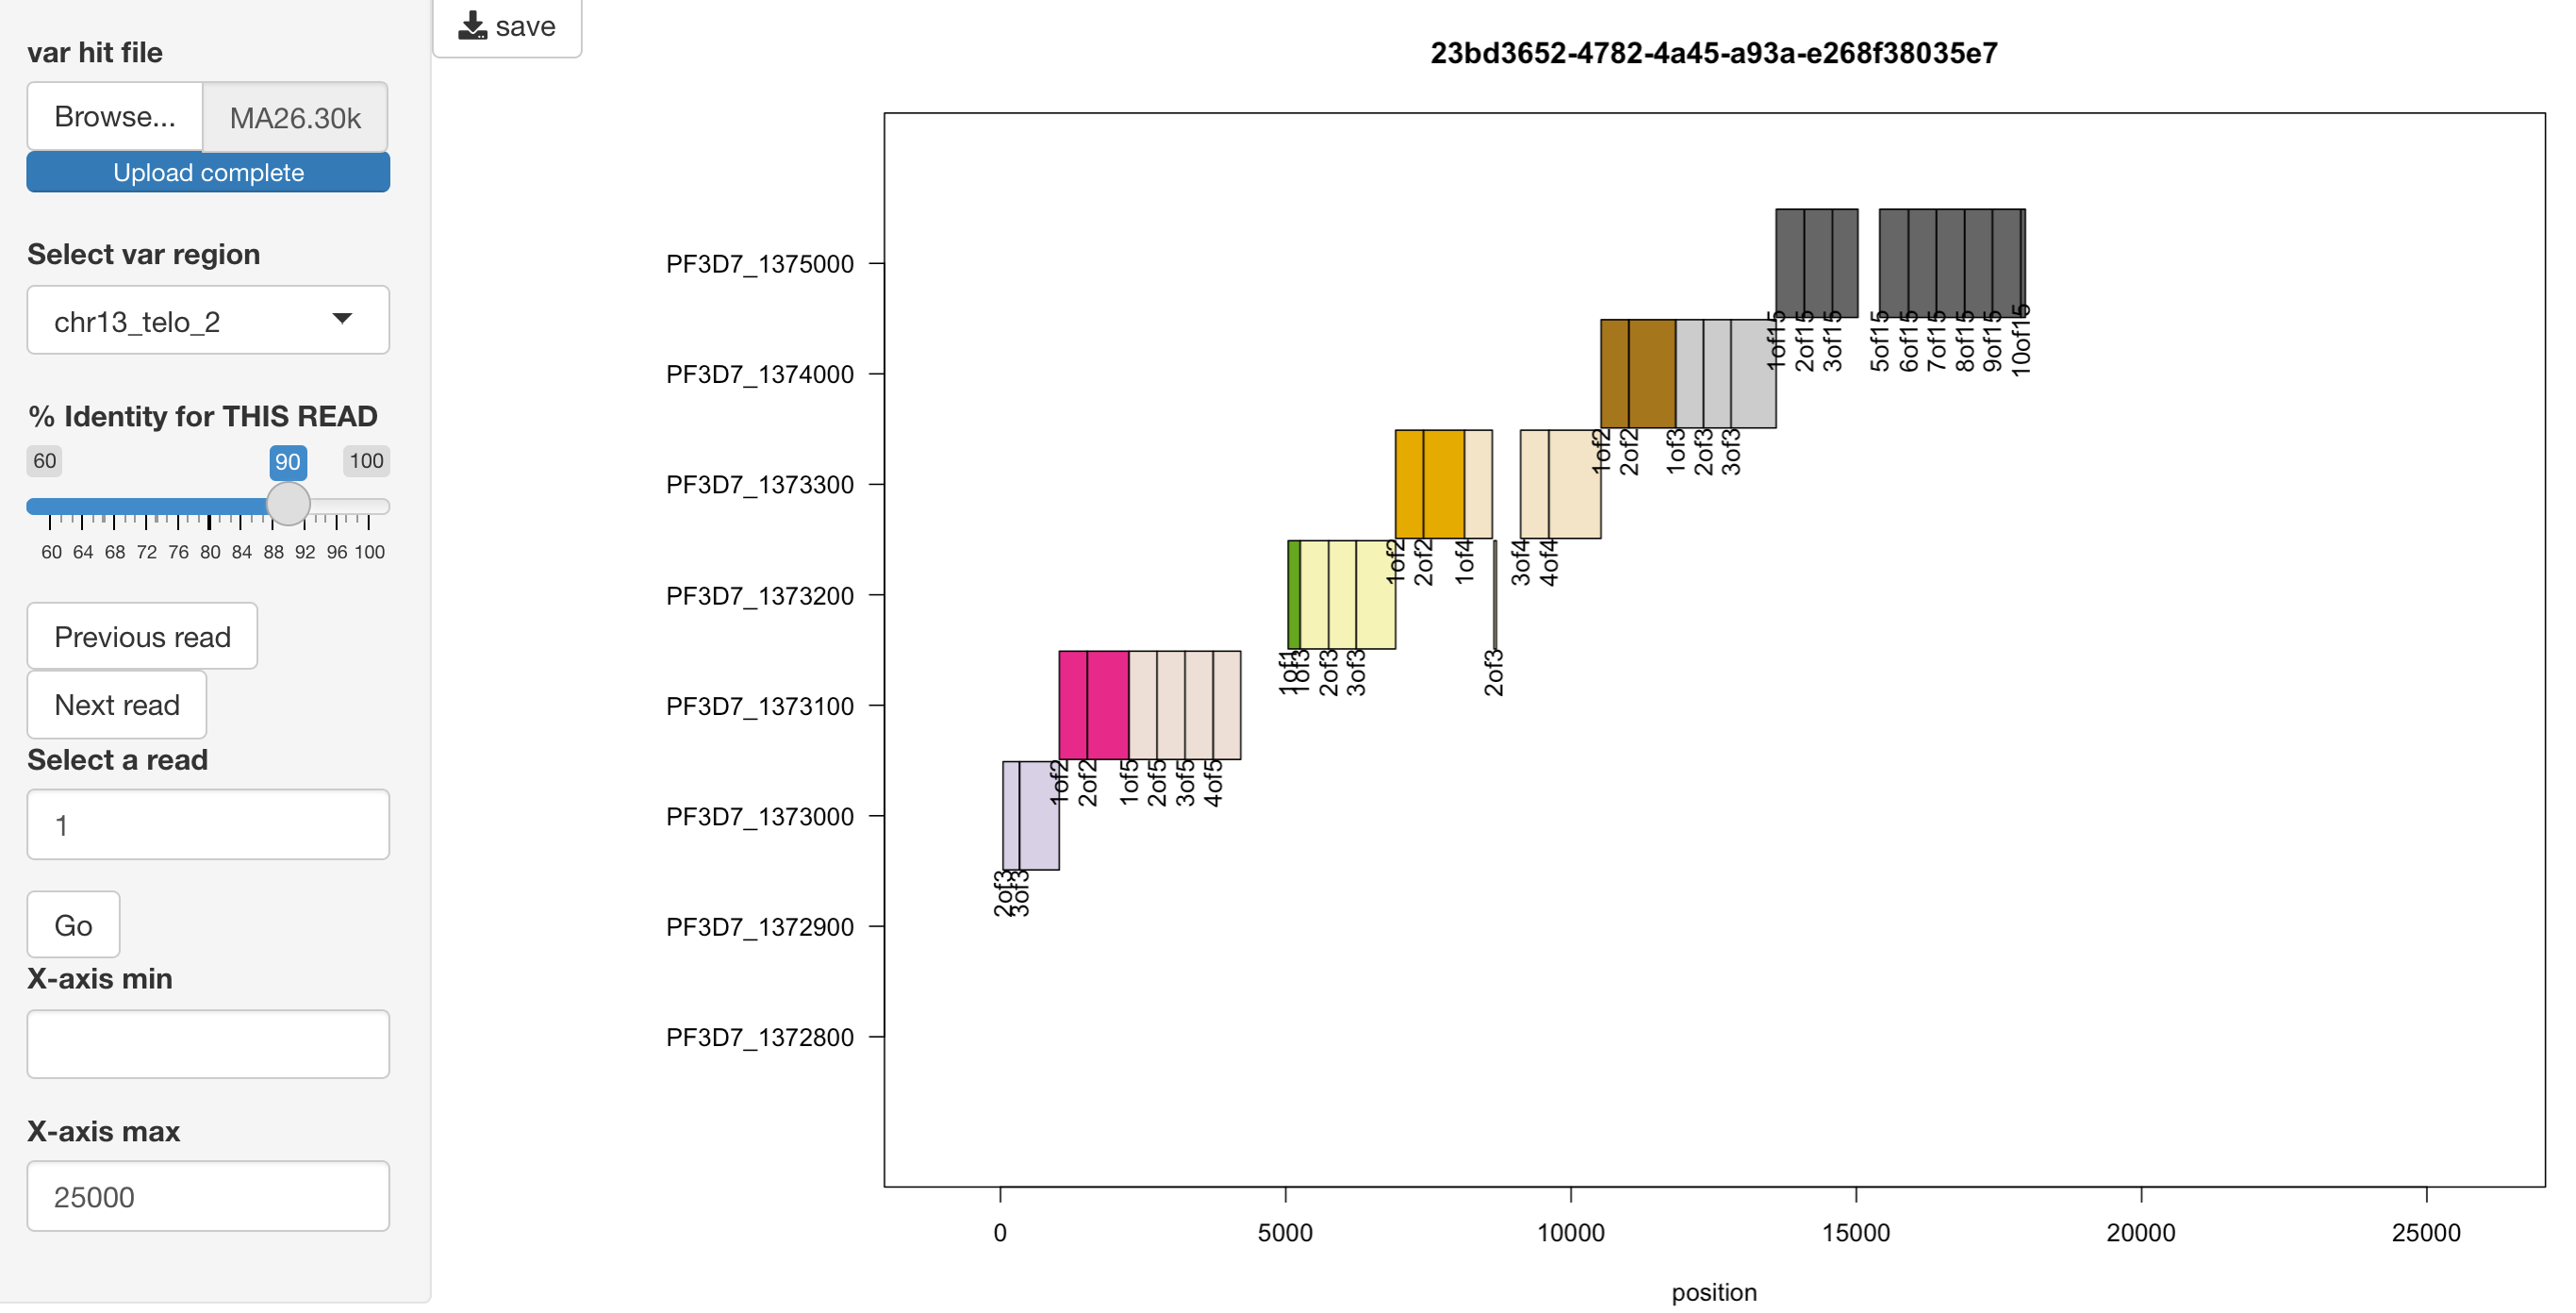 save
var hit file
Browse... MA26.30k
Upload complete
Select var region
chr13_telo_2
% Identity for THIS READ
60 90 100
60 64 68 72 76 80 84 88 92 96 100
Previous read
Next read
Select a read
1
Go
X-axis min
X-axis max
25000
23bd3652-4782-4a45-a93a-e268f38035e7
PF3D7_1375000
1of15 2of15 3of15 5of15 6of15 7of15 8of15 9of15 10of15
PF3D7_1374000
1of2 2of2 1of3 2of3 3of3
PF3D7_1373300
1of2 2of2 1of4 3of4 4of4
PF3D7_1373200
1of1 1of3 2of3 3of3 2of3
PF3D7_1373100
1of2 2of2 1of5 2of5 3of5 4of5
PF3D7_1373000
2of3 3of3
PF3D7_1372900
PF3D7_1372800
0 5000 10000 15000 20000 25000
position